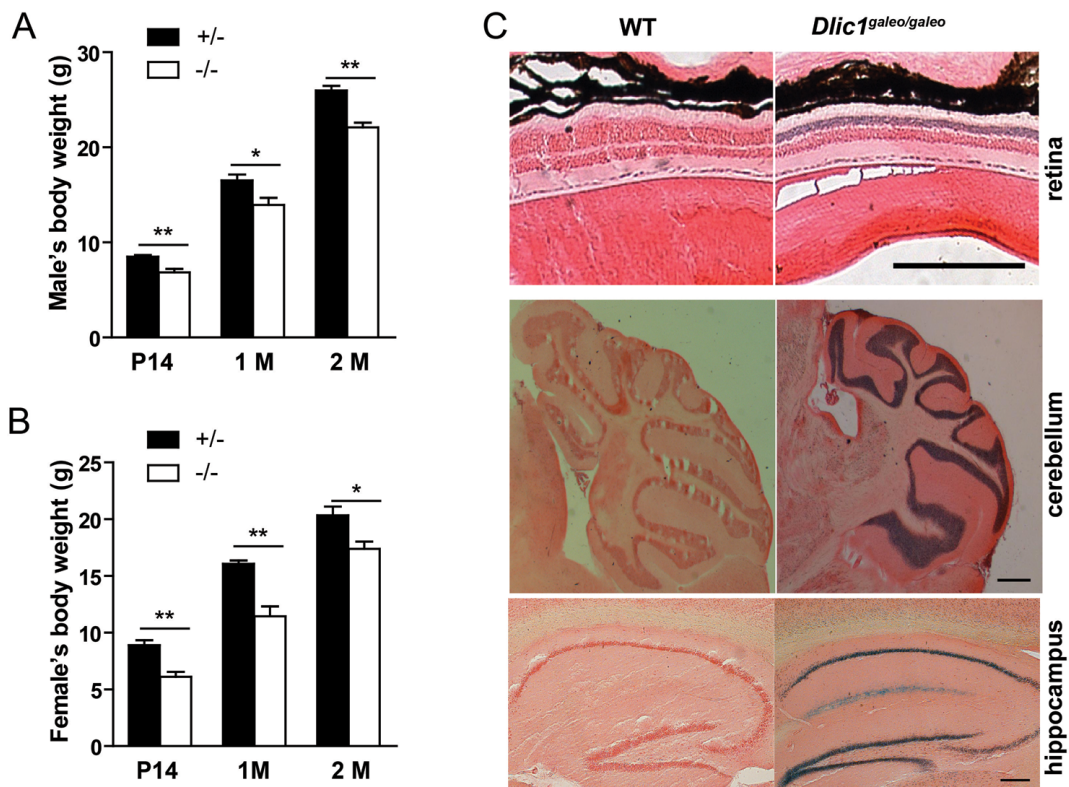 A
+/-
-/-
Male's body weight (g)
30
20
10
0
**
*
**
P14
1 M
2 M
B
+/-
-/-
Female's body weight (g)
25
20
15
10
5
0
**
**
*
P14
1M
2 M
C
WT
Dlic1galeo/galeo
retina
cerebellum
hippocampus